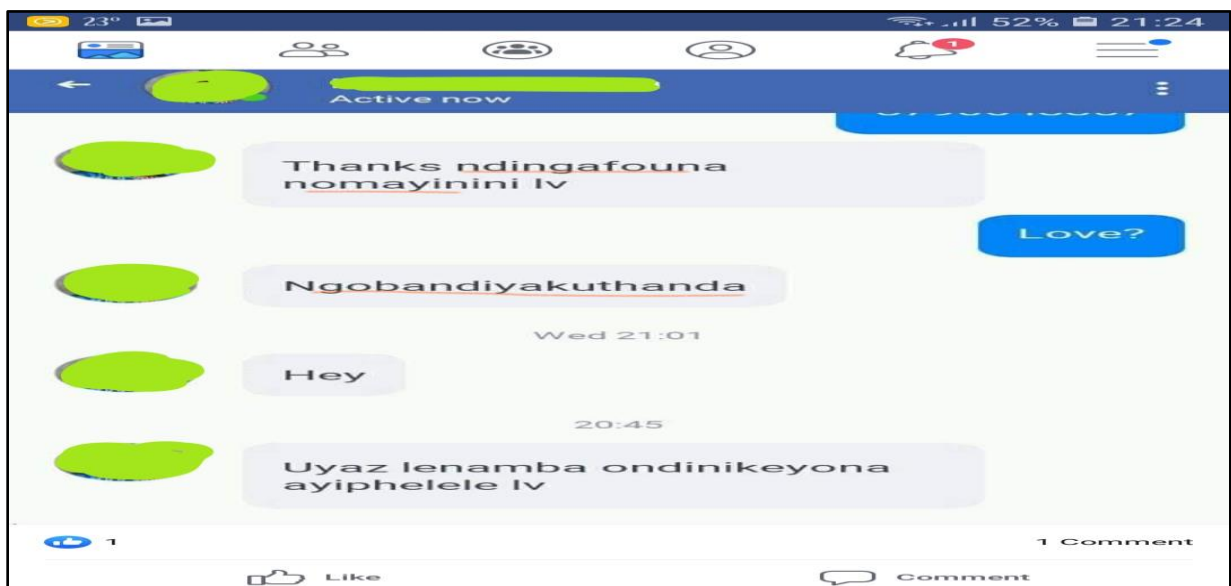 23° 52% 21:24
1
Active now
Thanks ndingafouna
nomayinini lv
Love?
Ngobandiyakuthanda
Wed 21:01
Hey
20:45
Uyaz lenamba ondinikeyona
ayiphelele lv
1 1 Comment
Like Comment